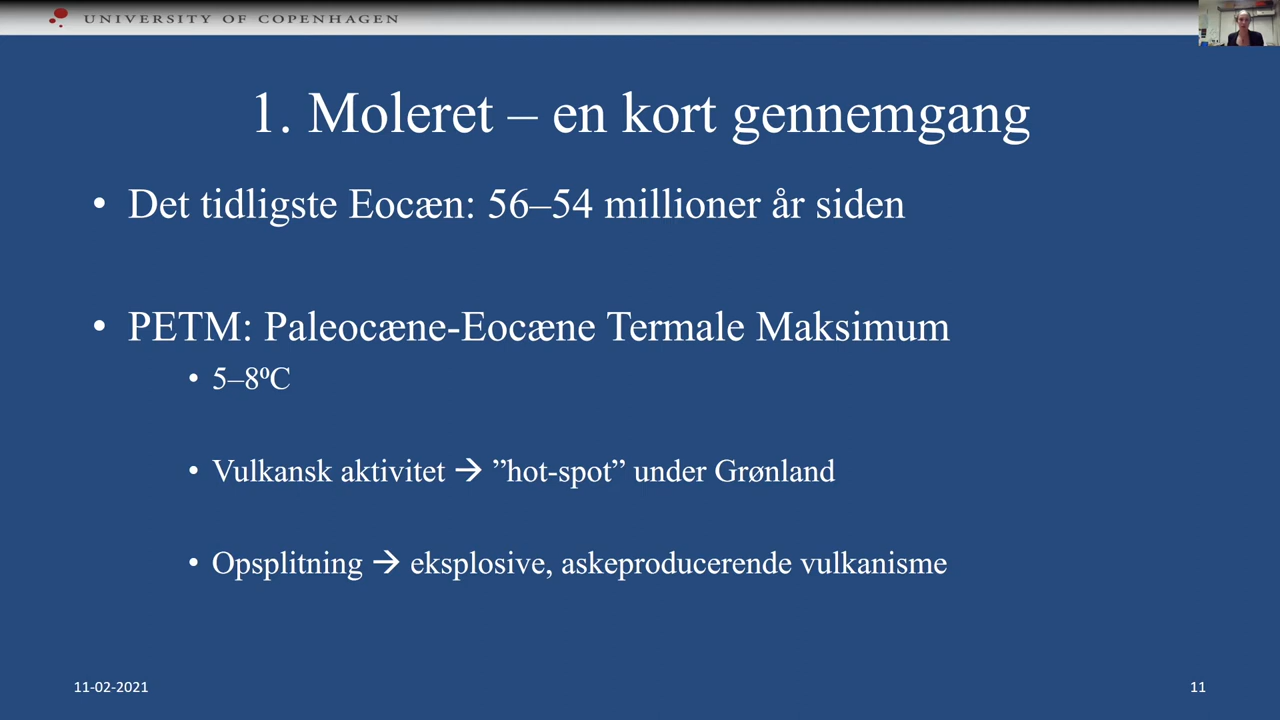 UNIVERSITY OF COPENHAGEN
1. Moleret – en kort gennemgang
• Det tidligste Eocæn: 56–54 millioner år siden
• PETM: Paleocæne-Eocæne Termale Maksimum
• 5–8ºC
• Vulkansk aktivitet → ”hot-spot” under Grønland
• Opsplitning → eksplosive, askeproducerende vulkanisme
11-02-2021
11